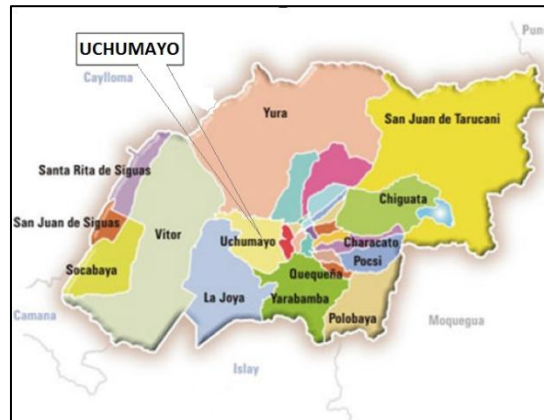 UCHUMAYO
Caylloma
Yura
San Juan de Tarucani
Santa Rita de Siguas
Chiguata
San Juan de Siguas
Vitor
Uchumayo
Characato
Socabaya
Pocsi
Quequeña
La Joya
Yarabamba
Polobaya
Camana
Moquegua
Islay